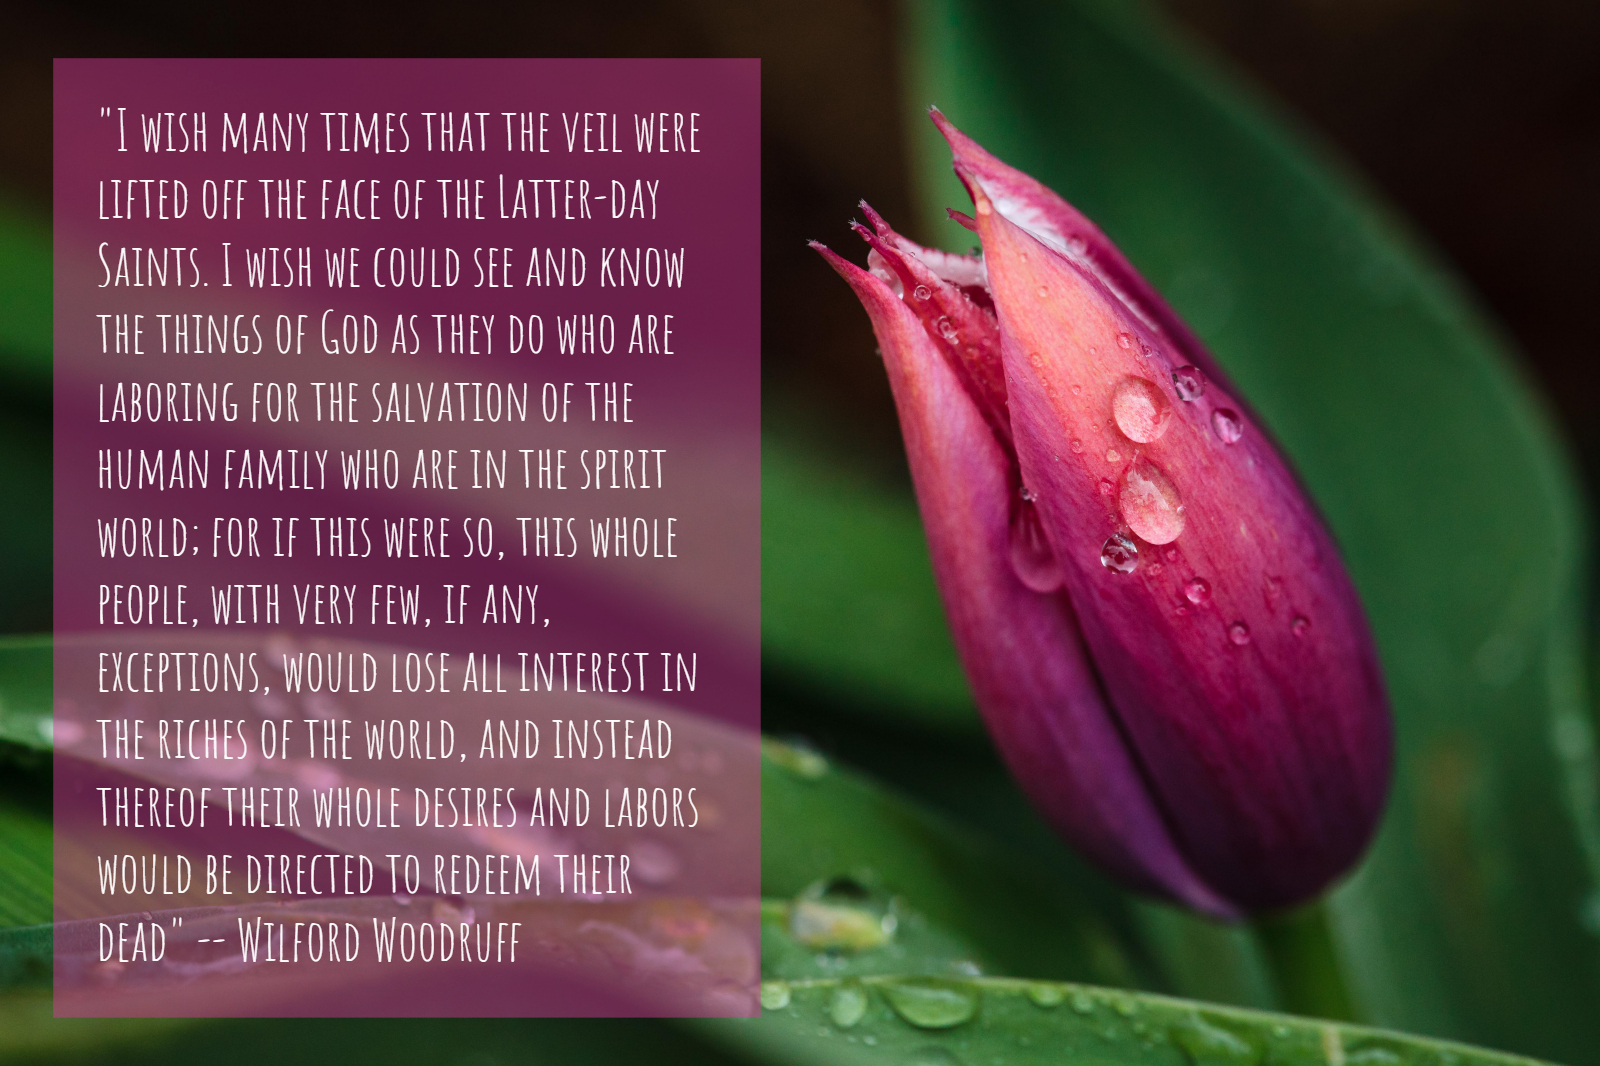 "I wish many times that the veil were
lifted off the face of the Latter-day
Saints. I wish we could see and know
the things of God as they do who are
laboring for the salvation of the
human family who are in the spirit
world; for if this were so, this whole
people, with very few, if any,
exceptions, would lose all interest in
the riches of the world, and instead
thereof their whole desires and labors
would be directed to redeem their
dead" -- Wilford Woodruff